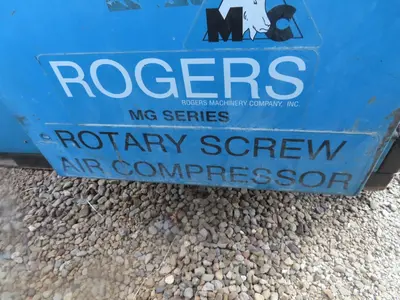 MC
ROGERS
ROGERS MACHINERY COMPANY, INC.
MG SERIES
ROTARY SCREW
AIR COMPRESSOR